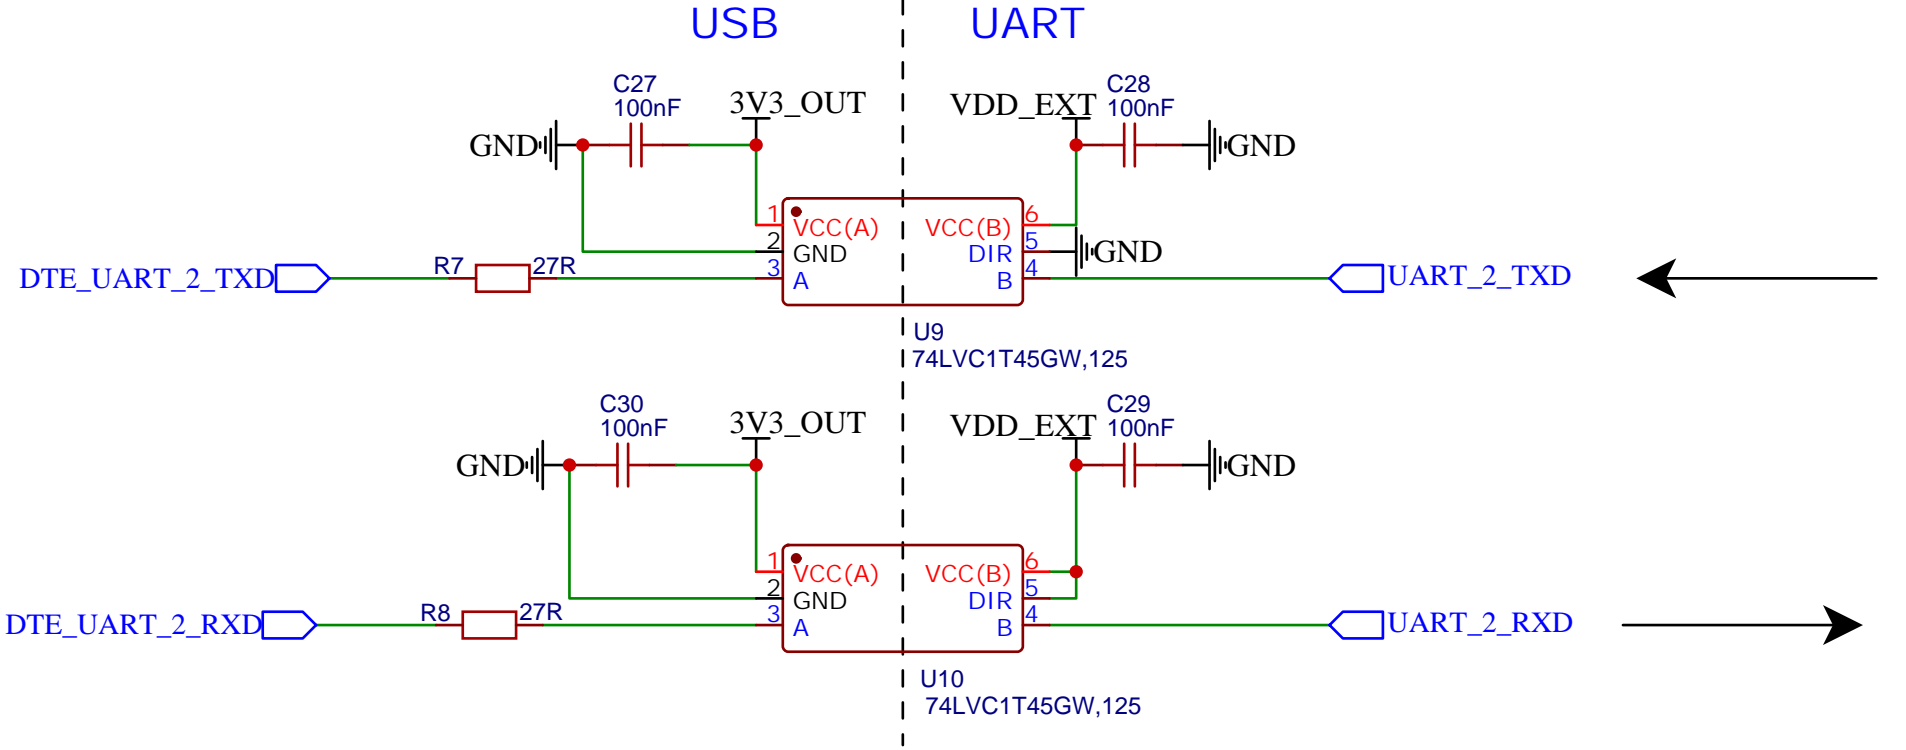 USB
UART
C27
100nF
3V3_OUT
VDD_EXT
C28
100nF
GND
GND
1
VCC(A)
VCC(B)
6
2
GND
DIR
5
GND
DTE_UART_2_TXD
R7
27R
3
A
B
4
UART_2_TXD
U9
74LVC1T45GW,125
C30
100nF
3V3_OUT
VDD_EXT
C29
100nF
GND
GND
1
VCC(A)
VCC(B)
6
2
GND
DIR
5
DTE_UART_2_RXD
R8
27R
3
A
B
4
UART_2_RXD
U10
74LVC1T45GW,125